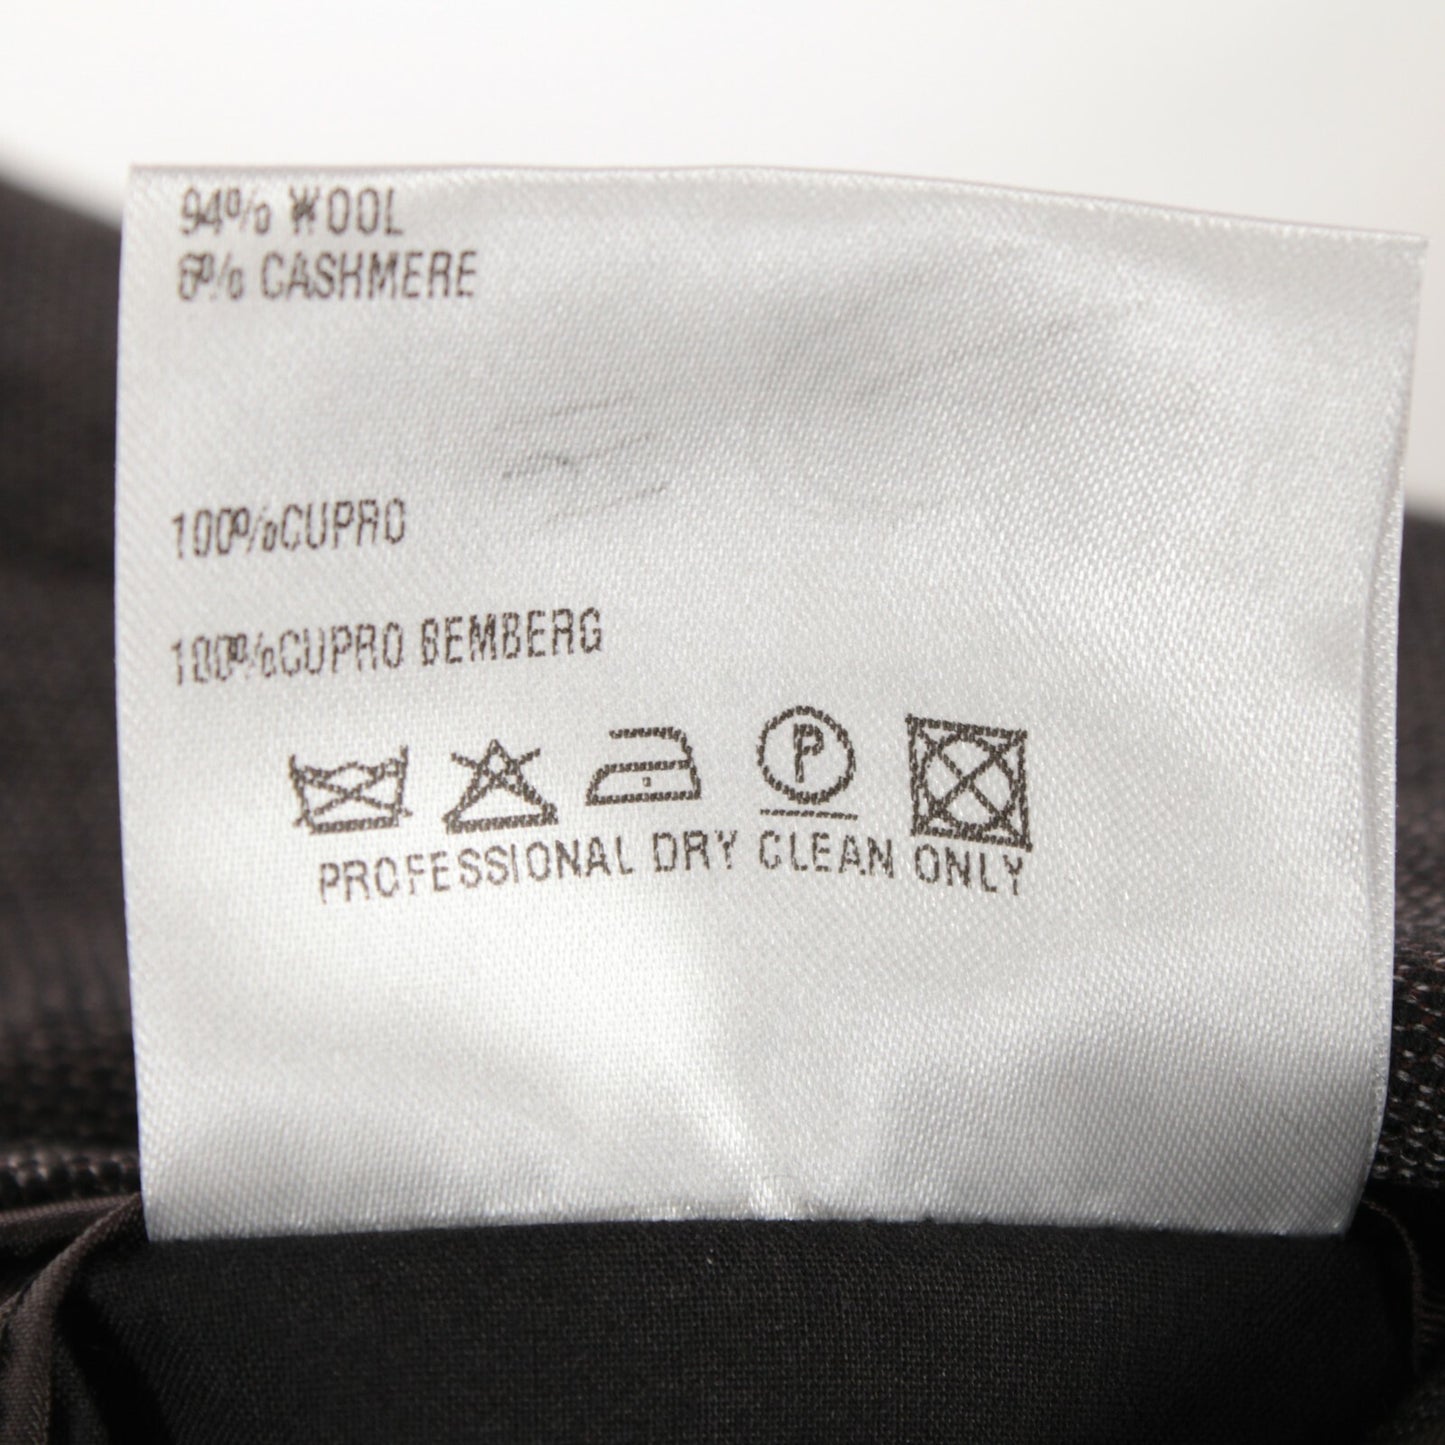 94% WOOL
6% CASHMERE
100%CUPRO
100%CUPRO BEMBERG
P
PROFESSIONAL DRY CLEAN ONLY